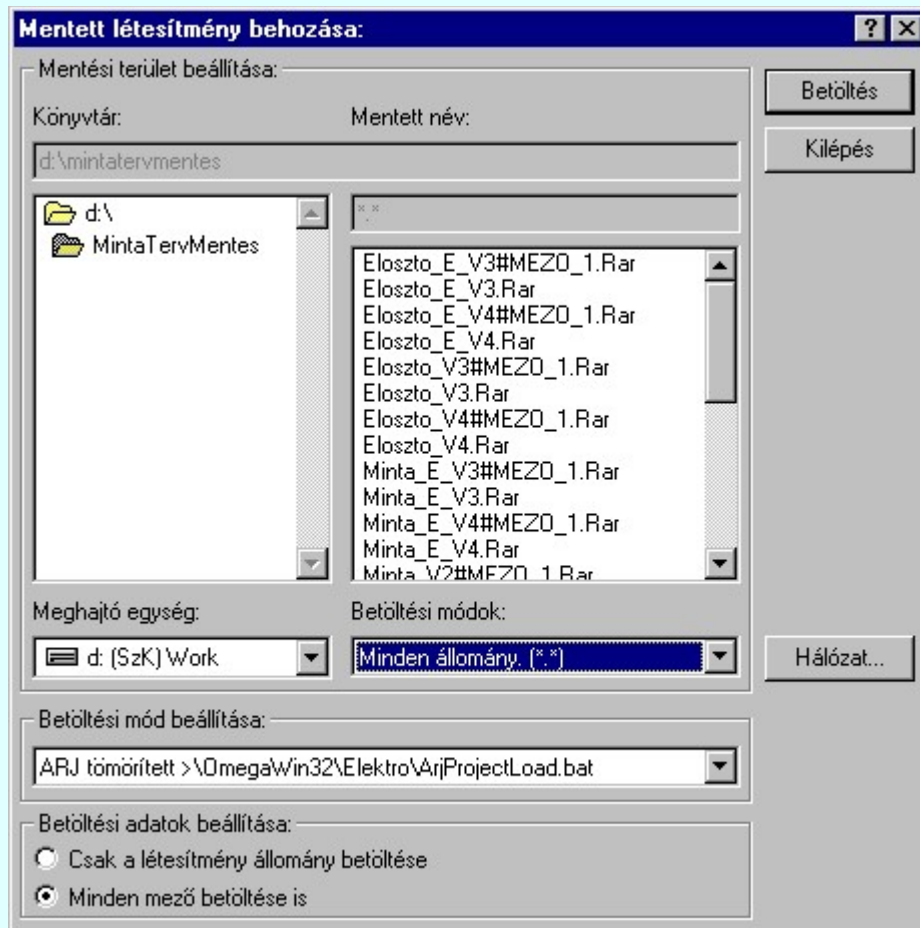 Mentett létesítmény behozása:
Mentési terület beállítása:
Könyvtár:
Mentett név:
Betöltés
Kilépés
d:\mintatervmentes
*.*
d:\
MintaTervMentes
Eloszto_E_V3#MEZO_1.Rar
Eloszto_E_V3.Rar
Eloszto_E_V4#MEZO_1.Rar
Eloszto_E_V4.Rar
Eloszto_V3#MEZO_1.Rar
Eloszto_V3.Rar
Eloszto_V4#MEZO_1.Rar
Eloszto_V4.Rar
Minta_E_V3#MEZO_1.Rar
Minta_E_V3.Rar
Minta_E_V4#MEZO_1.Rar
Minta_E_V4.Rar
Minta_V2#MEZO_1.Rar
Meghajtó egység:
Betöltési módok:
d: (SzK) Work
Minden állomány. (*.*)
Hálózat...
Betöltési mód beállítása:
ARJ tömörített >\OmegaWin32\Elektro\ArjProjectLoad.bat
Betöltési adatok beállítása:
Csak a létesítmény állomány betöltése
Minden mező betöltése is